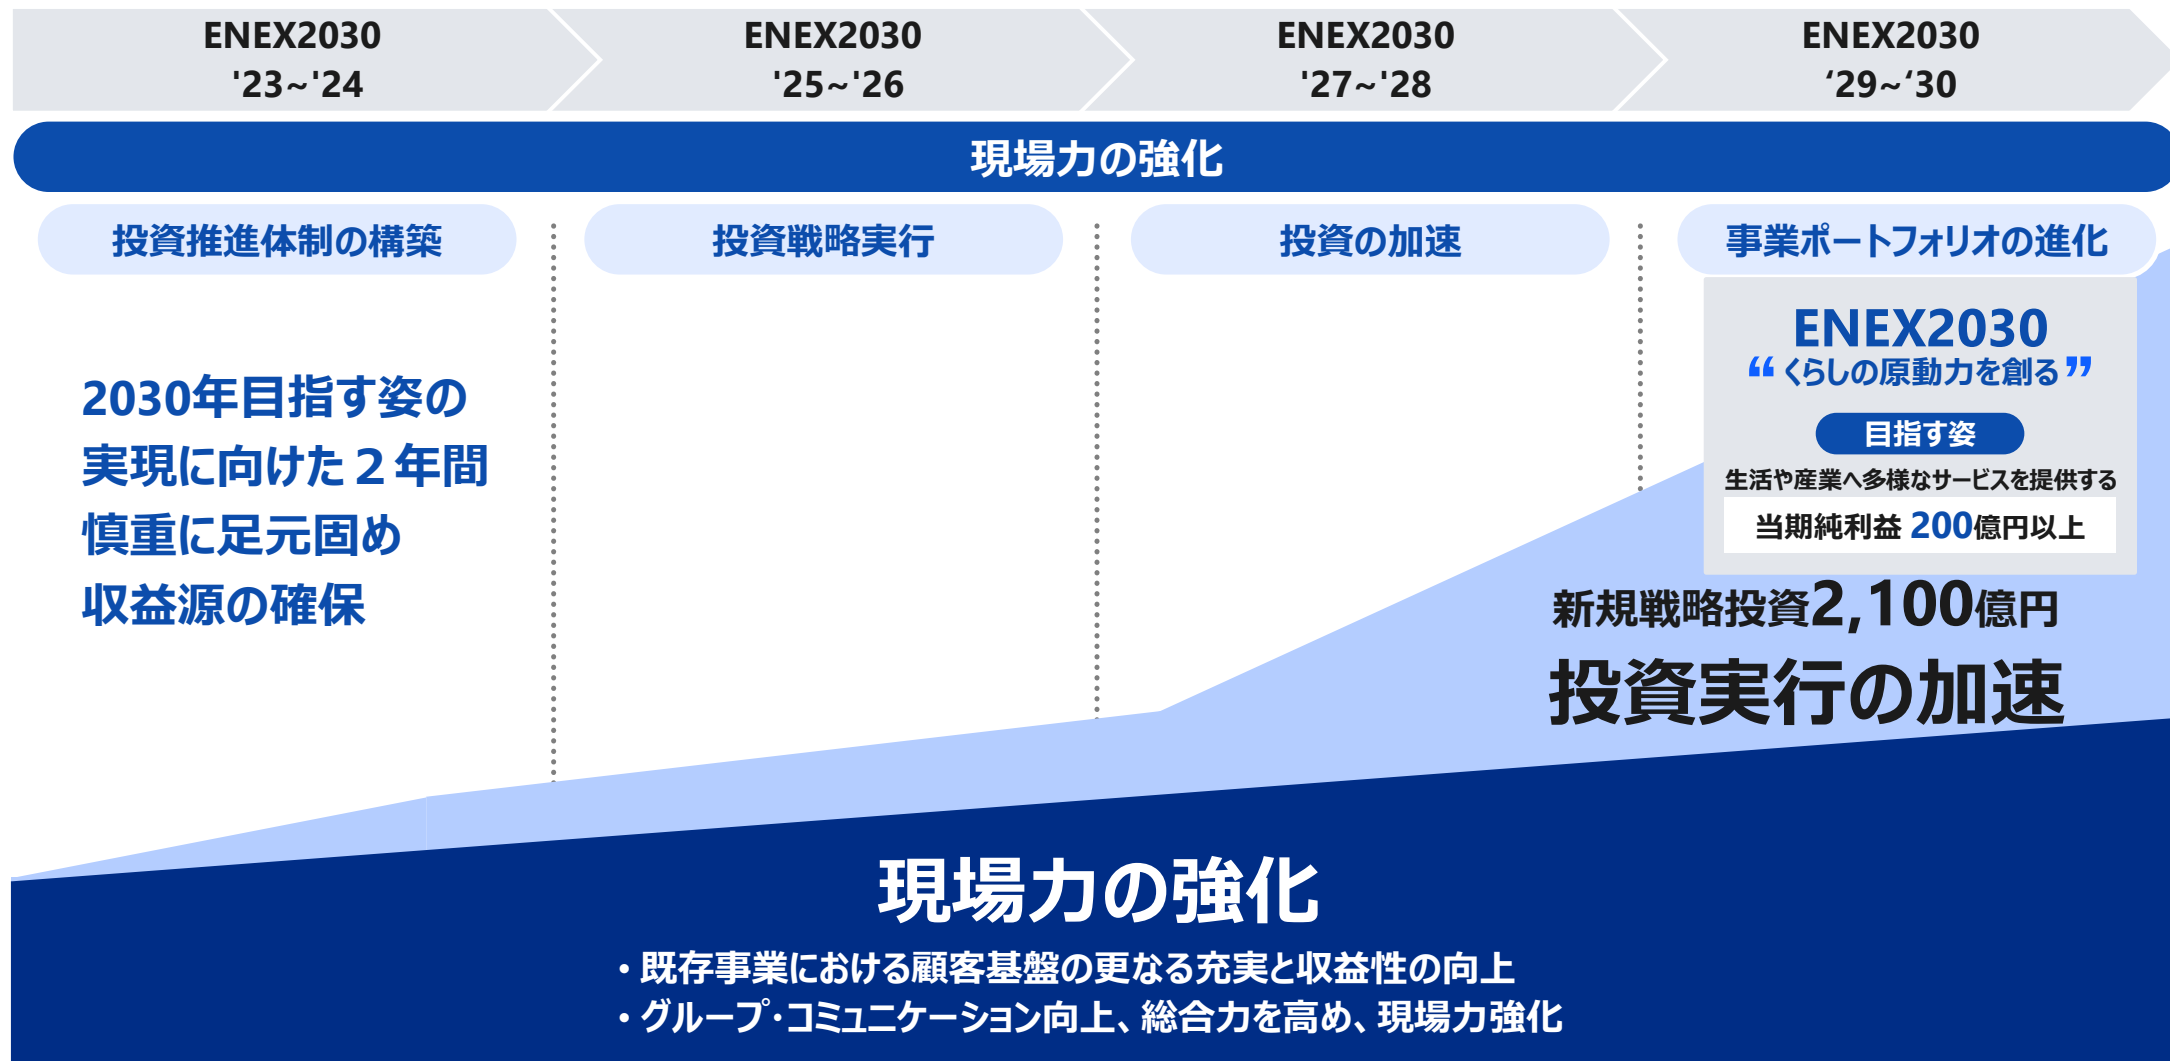 ENEX2030
'23~'24
ENEX2030
'25~'26
ENEX2030
'27~'28
ENEX2030
‘29~‘30
現場力の強化
投資推進体制の構築
投資戦略実行
投資の加速
事業ポートフォリオの進化
2030年目指す姿の
実現に向けた２年間
慎重に足元固め
収益源の確保
ENEX2030
“くらしの原動力を創る”
目指す姿
生活や産業へ多様なサービスを提供する
当期純利益 200億円以上
新規戦略投資2,100億円
投資実行の加速
現場力の強化
・既存事業における顧客基盤の更なる充実と収益性の向上
・グループ・コミュニケーション向上、総合力を高め、現場力強化